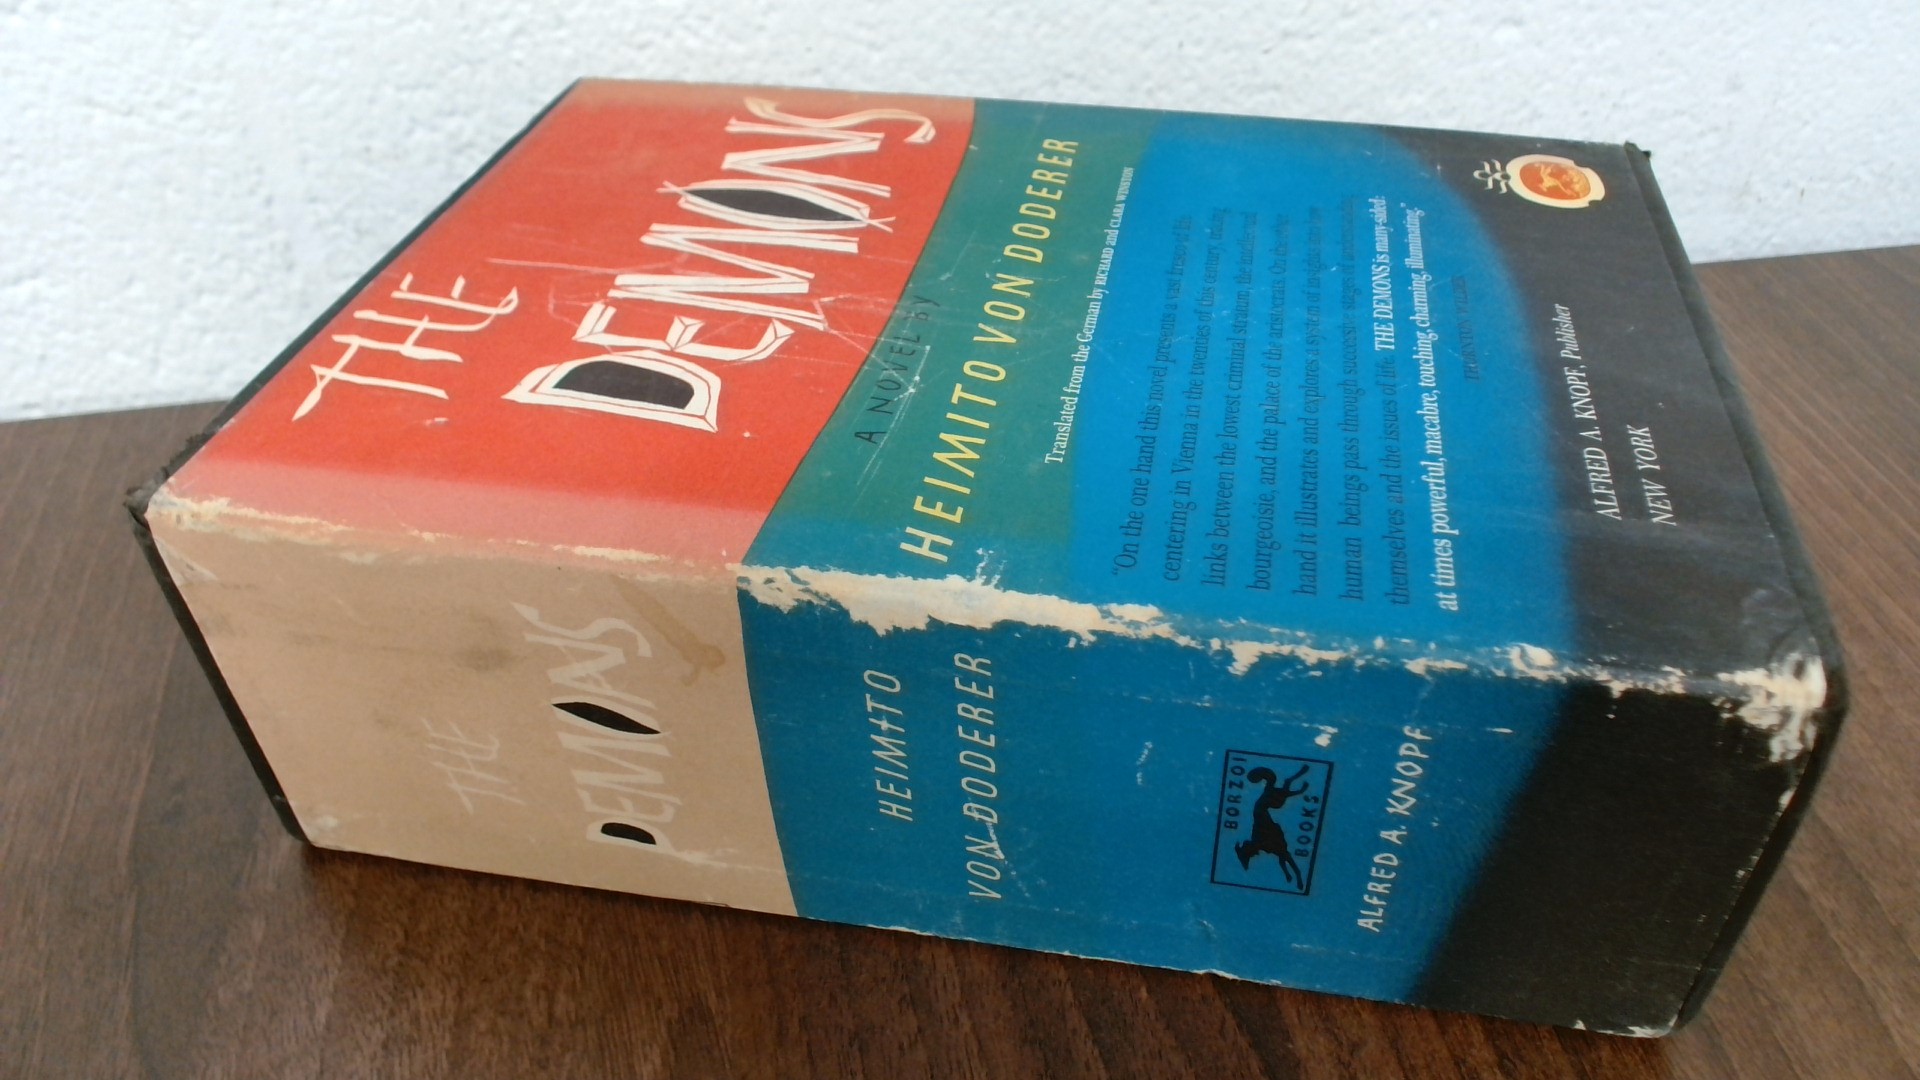 THE
DEMONS
A NOVEL BY
HEIMITO VON DODERER
Translated from the German by RICHARD and CLARA WINSTON
"On the one hand this novel presents a vast fresco of life
centering in Vienna in the twenties of this century, taking
links between the lowest criminal stratum, the intellectual
bourgeoisie, and the palace of the aristocrats. On the other
hand it illustrates and explores a system of insights into
human beings pass through successive stages of understanding
themselves and the issues of life. THE DEMONS is many-sided:
at times powerful, macabre, touching, charming, illuminating."
THORNTON WILDER
ALFRED A. KNOPF, Publisher
NEW YORK
THE
DEMONS
HEIMITO
VON DODERER
BORZOI
BOOKS
ALFRED A. KNOPF